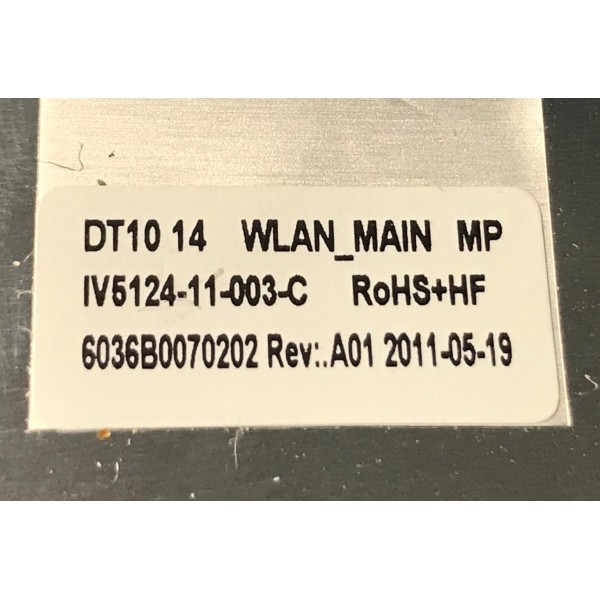 DT10 14 WLAN_MAIN MP
IV5124-11-003-C RoHS+HF
6036B0070202 Rev:.A01 2011-05-19